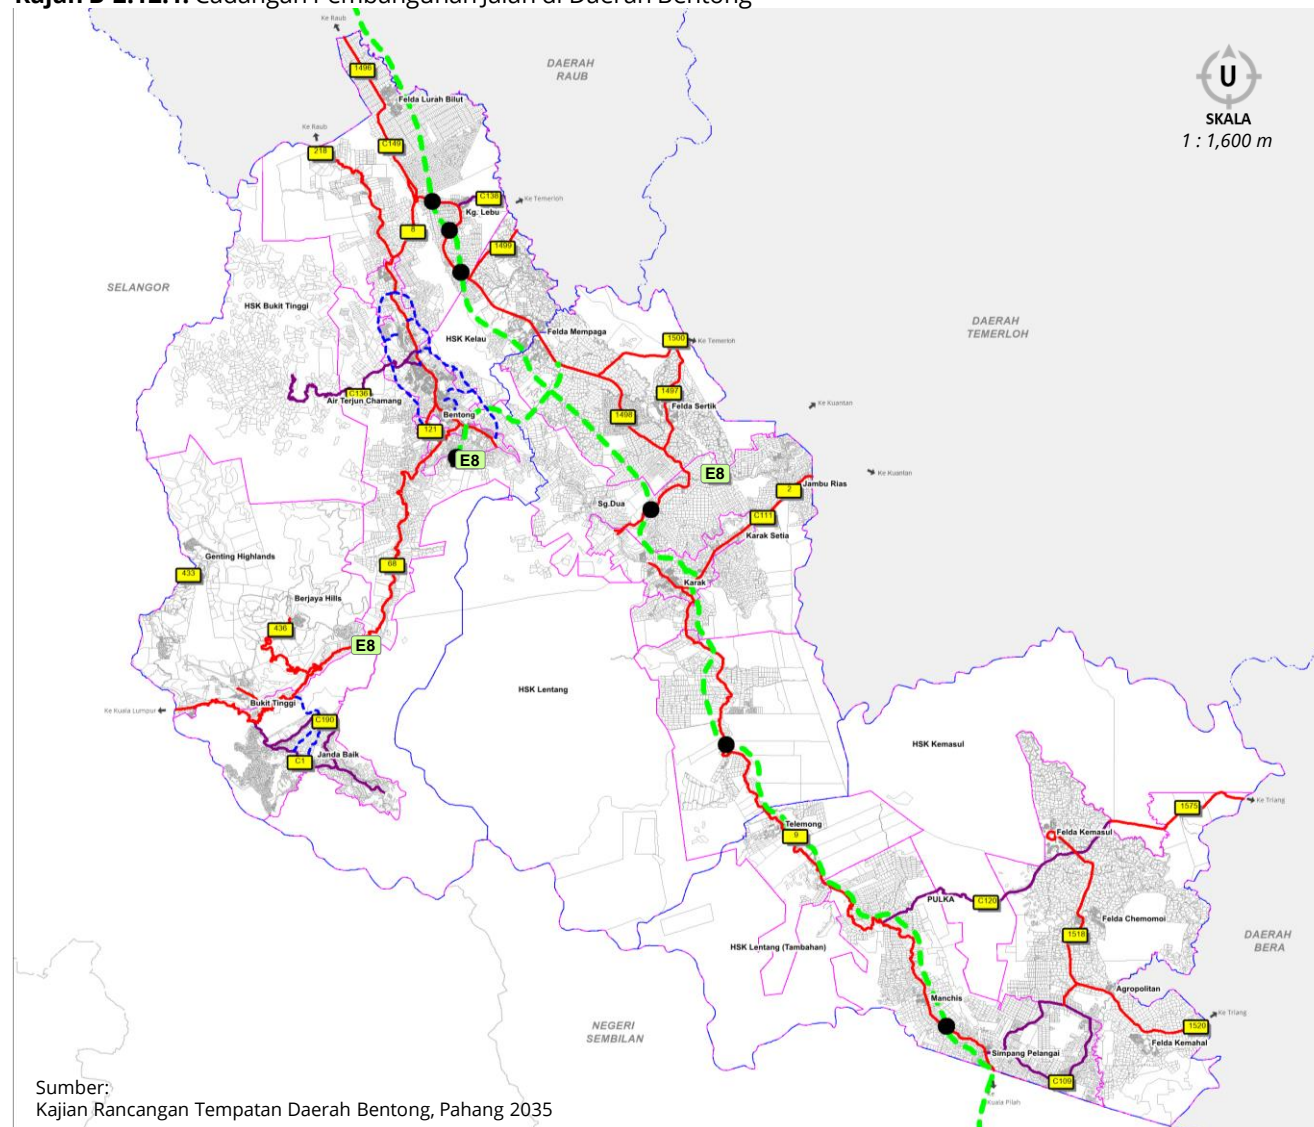 Rajah B 2.12.1: Cadangan Pembangunan Jalan di Daerah Bentong
Ke Raub
1496
DAERAH
RAUB
U
SKALA
1 : 1,600 m
Felda Lurah Bilut
Ke Raub
218
C149
C138
Ke Temerloh
Kg. Lebu
8
1499
SELANGOR
HSK Bukit Tinggi
DAERAH
TEMERLOH
HSK Kelau
Felda Mempaga
1500
Ke Temerloh
C136
Air Terjun Chamang
1497
Felda Sertik
Ke Kuantan
Bentong
1498
121
E8
E8
Ke Kuantan
Jambu Rias
2
Sg.Dua
C111
Karak Setia
Genting Highlands
433
68
Karak
Berjaya Hills
436
E8
HSK Lentang
Bukit Tinggi
Ke Kuala Lumpur
C190
Janda Baik
C1
HSK Kemasul
Ke Triang
1575
Telemong
9
Felda Kemasul
PULKA
C120
Felda Chemomoi
1518
HSK Lentang (Tambahan)
DAERAH
BERA
Agropolitan
Manchis
Ke Triang
1520
Felda Kemahal
NEGERI
SEMBILAN
Simpang Pelangai
C109
Kuala Pilah
Sumber:
Kajian Rancangan Tempatan Daerah Bentong, Pahang 2035